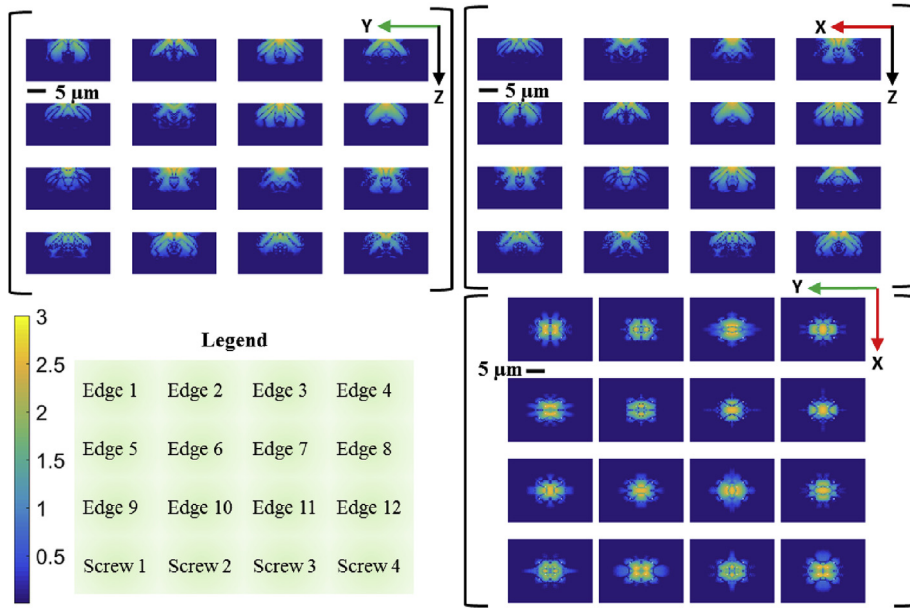 Y
Z
5 μm
X
Z
5 μm
Y
X
5 μm
3
2.5
2
1.5
1
0.5
Legend
Edge 1 Edge 2 Edge 3 Edge 4
Edge 5 Edge 6 Edge 7 Edge 8
Edge 9 Edge 10 Edge 11 Edge 12
Screw 1 Screw 2 Screw 3 Screw 4